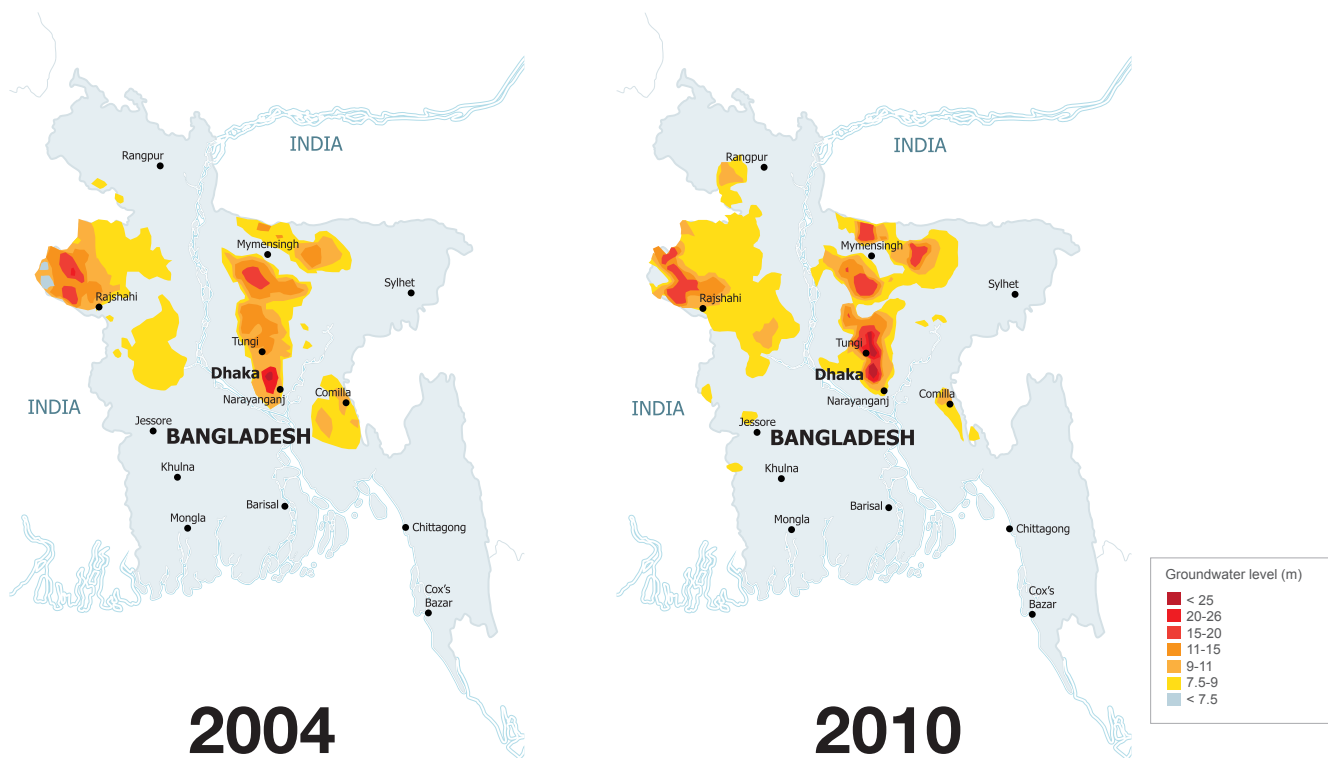 INDIA
Rangpur
Mymensingh
Sylhet
Rajshahi
Tungi
Dhaka
Narayanganj
Comilla
INDIA
Jessore
BANGLADESH
Khulna
Barisal
Mongla
Chittagong
Cox's
Bazar
2004
INDIA
Rangpur
Mymensingh
Sylhet
Rajshahi
Tungi
Dhaka
Narayanganj
Comilla
INDIA
Jessore
BANGLADESH
Khulna
Barisal
Mongla
Chittagong
Cox's
Bazar
2010
Groundwater level (m)
< 25
20-26
15-20
11-15
9-11
7.5-9
< 7.5